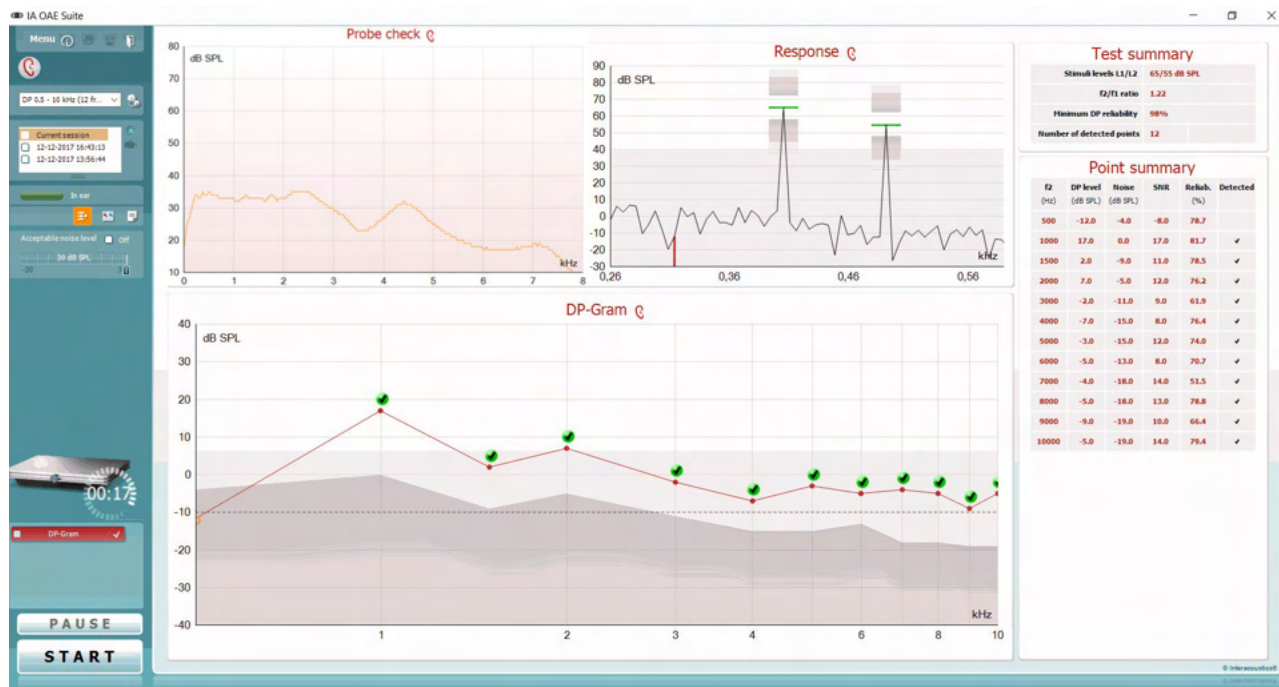 IA OAE Suite
Menu
DP 0.5 - 10 kHz (12 fr...
Current session
12-12-2017 16:43:13
12-12-2017 13:56:44
In ear
Acceptable noise level off
30 dB SPL
-30
00:17
DP-Gram
PAUSE
START
Probe check
dB SPL
80
70
60
50
40
30
20
10
0 1 2 3 4 5 6 7 8
kHz
Response
dB SPL
90
80
70
60
50
40
30
20
10
0
-10
-20
-30
kHz
0,26 0,36 0,46 0,56
DP-Gram
dB SPL
40
30
20
10
0
-10
-20
-30
-40
kHz
1 2 3 4 6 8 10
Test summary
Stimuli levels L1/L2 65/55 dB SPL
f2/f1 ratio 1.22
Minimum DP reliability 98%
Number of detected points 12
Point summary
f2 DP level Noise SNR Reliab. Detected
(Hz) (dB SPL) (dB SPL) (%)
500 -12.0 -4.0 -8.0 78.7
1000 17.0 0.0 17.0 81.7 ✓
1500 2.0 -9.0 11.0 78.5 ✓
2000 7.0 -5.0 12.0 76.2 ✓
3000 -2.0 -11.0 9.0 61.9 ✓
4000 -7.0 -15.0 8.0 76.4 ✓
5000 -3.0 -15.0 12.0 74.0 ✓
6000 -5.0 -13.0 8.0 70.7 ✓
7000 -4.0 -18.0 14.0 51.5 ✓
8000 -5.0 -18.0 13.0 78.8 ✓
9000 -9.0 -19.0 10.0 66.4 ✓
10000 -5.0 -19.0 14.0 79.4 ✓
© Interacoustics®